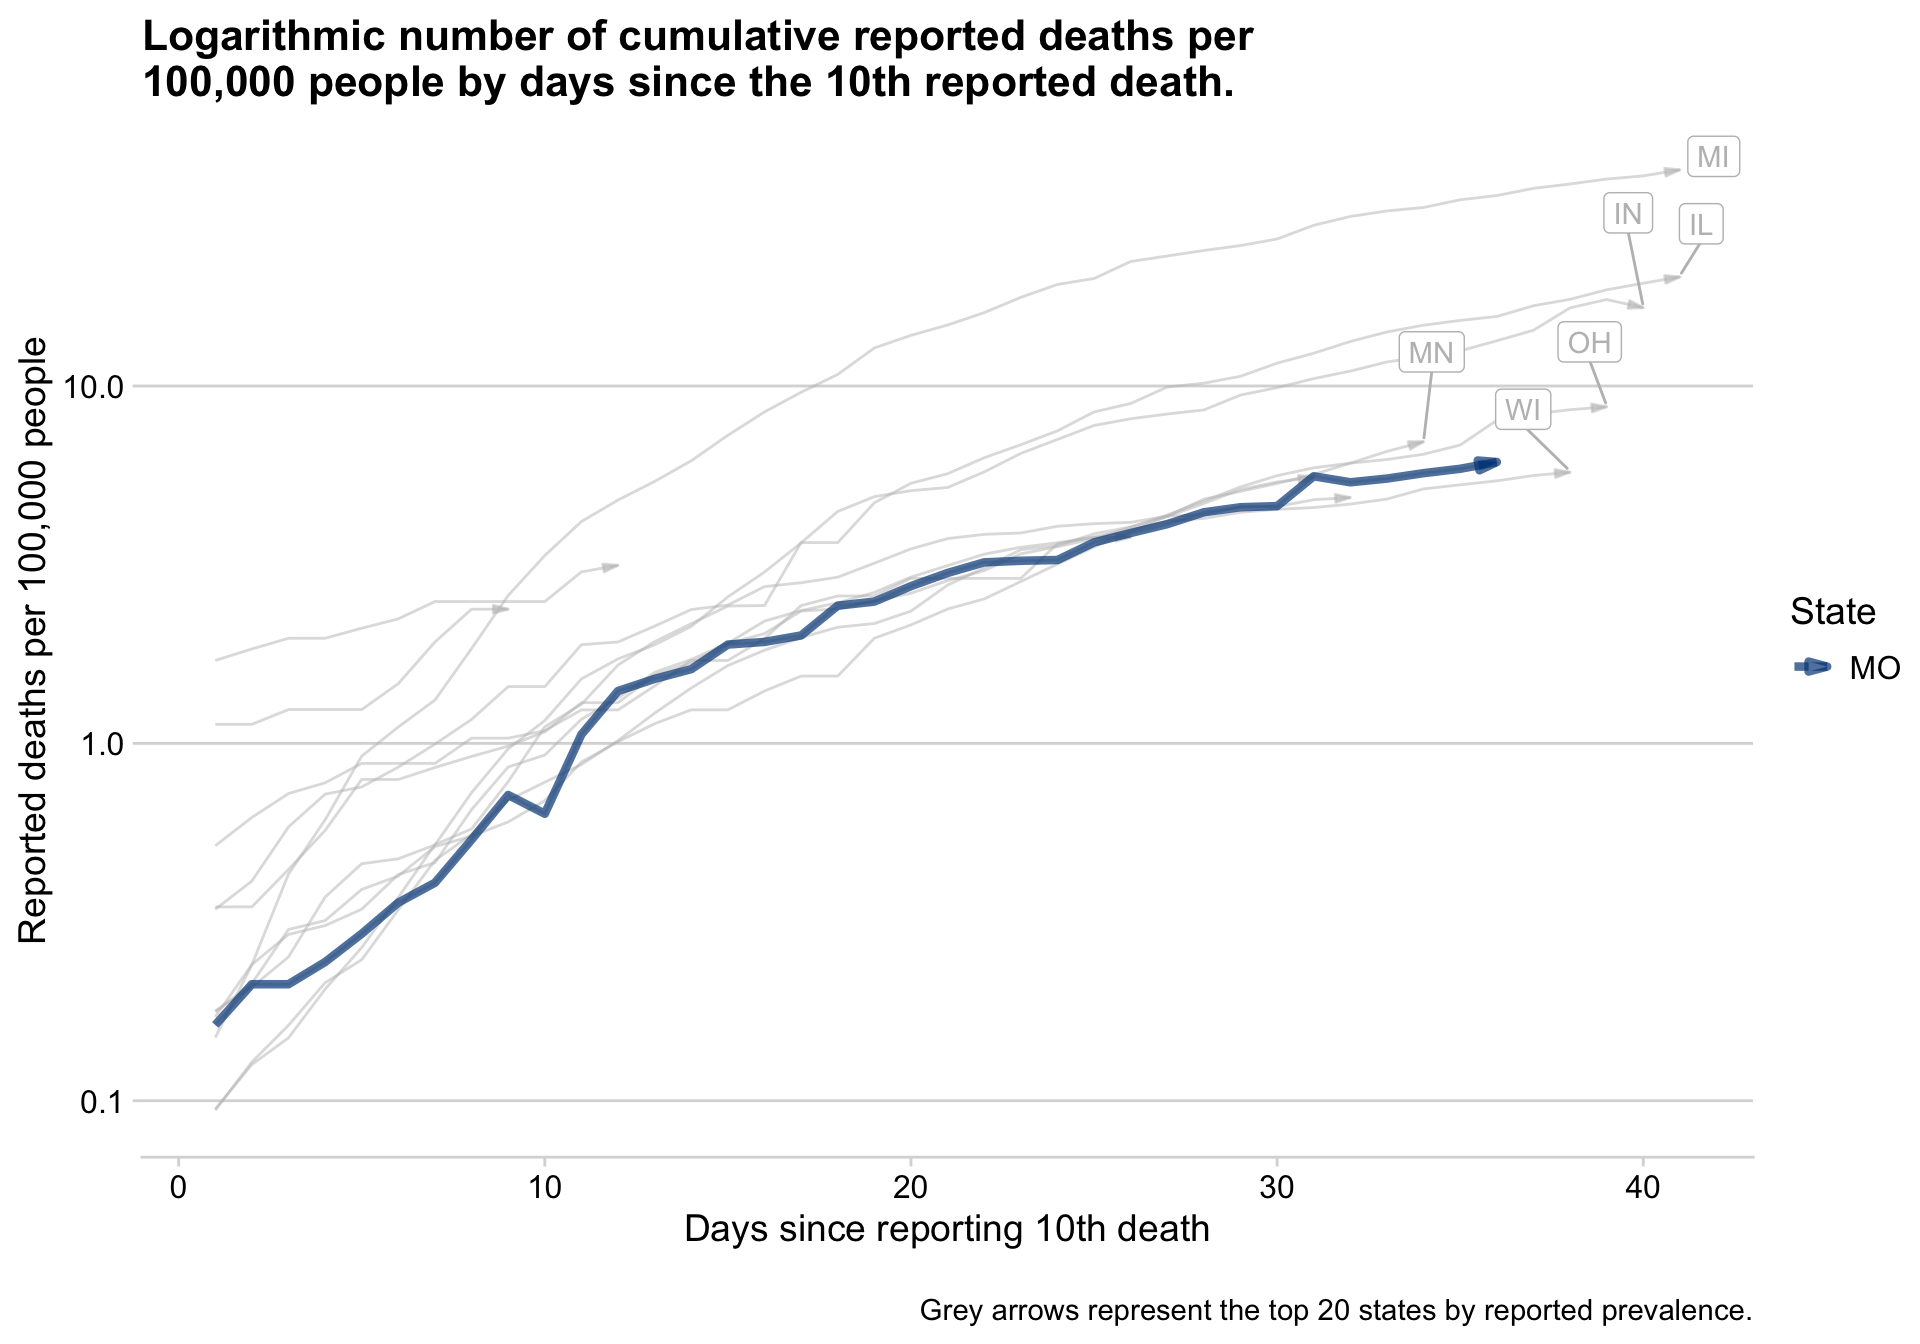 Logarithmic number of cumulative reported deaths per
100,000 people by days since the 10th reported death.
Reported deaths per 100,000 people
10.0
1.0
0.1
MI
IN
IL
OH
MN
WI
State
MO
0
10
20
30
40
Days since reporting 10th death
Grey arrows represent the top 20 states by reported prevalence.